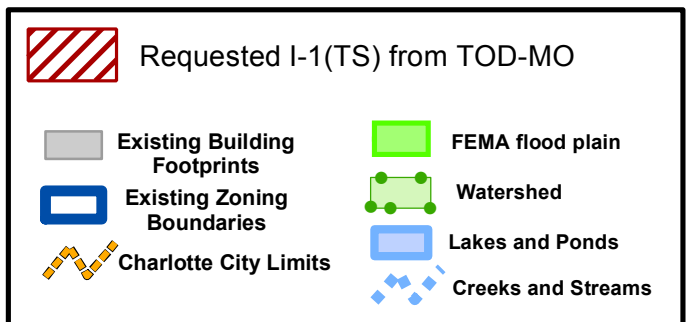 Requested I-1(TS) from TOD-MO
Existing Building
Footprints
Existing Zoning
Boundaries
Charlotte City Limits
FEMA flood plain
Watershed
Lakes and Ponds
Creeks and Streams